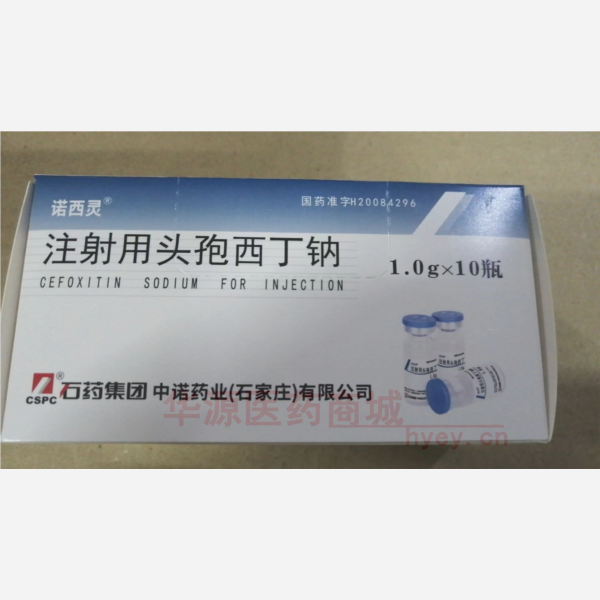 诺西灵®
国药准字H20084296
注射用头孢西丁钠
CEFOXITIN SODIUM FOR INJECTION
1.0g×10瓶
CSPC® 石药集团 中诺药业(石家庄)有限公司
华源医药商城
hyey.cn